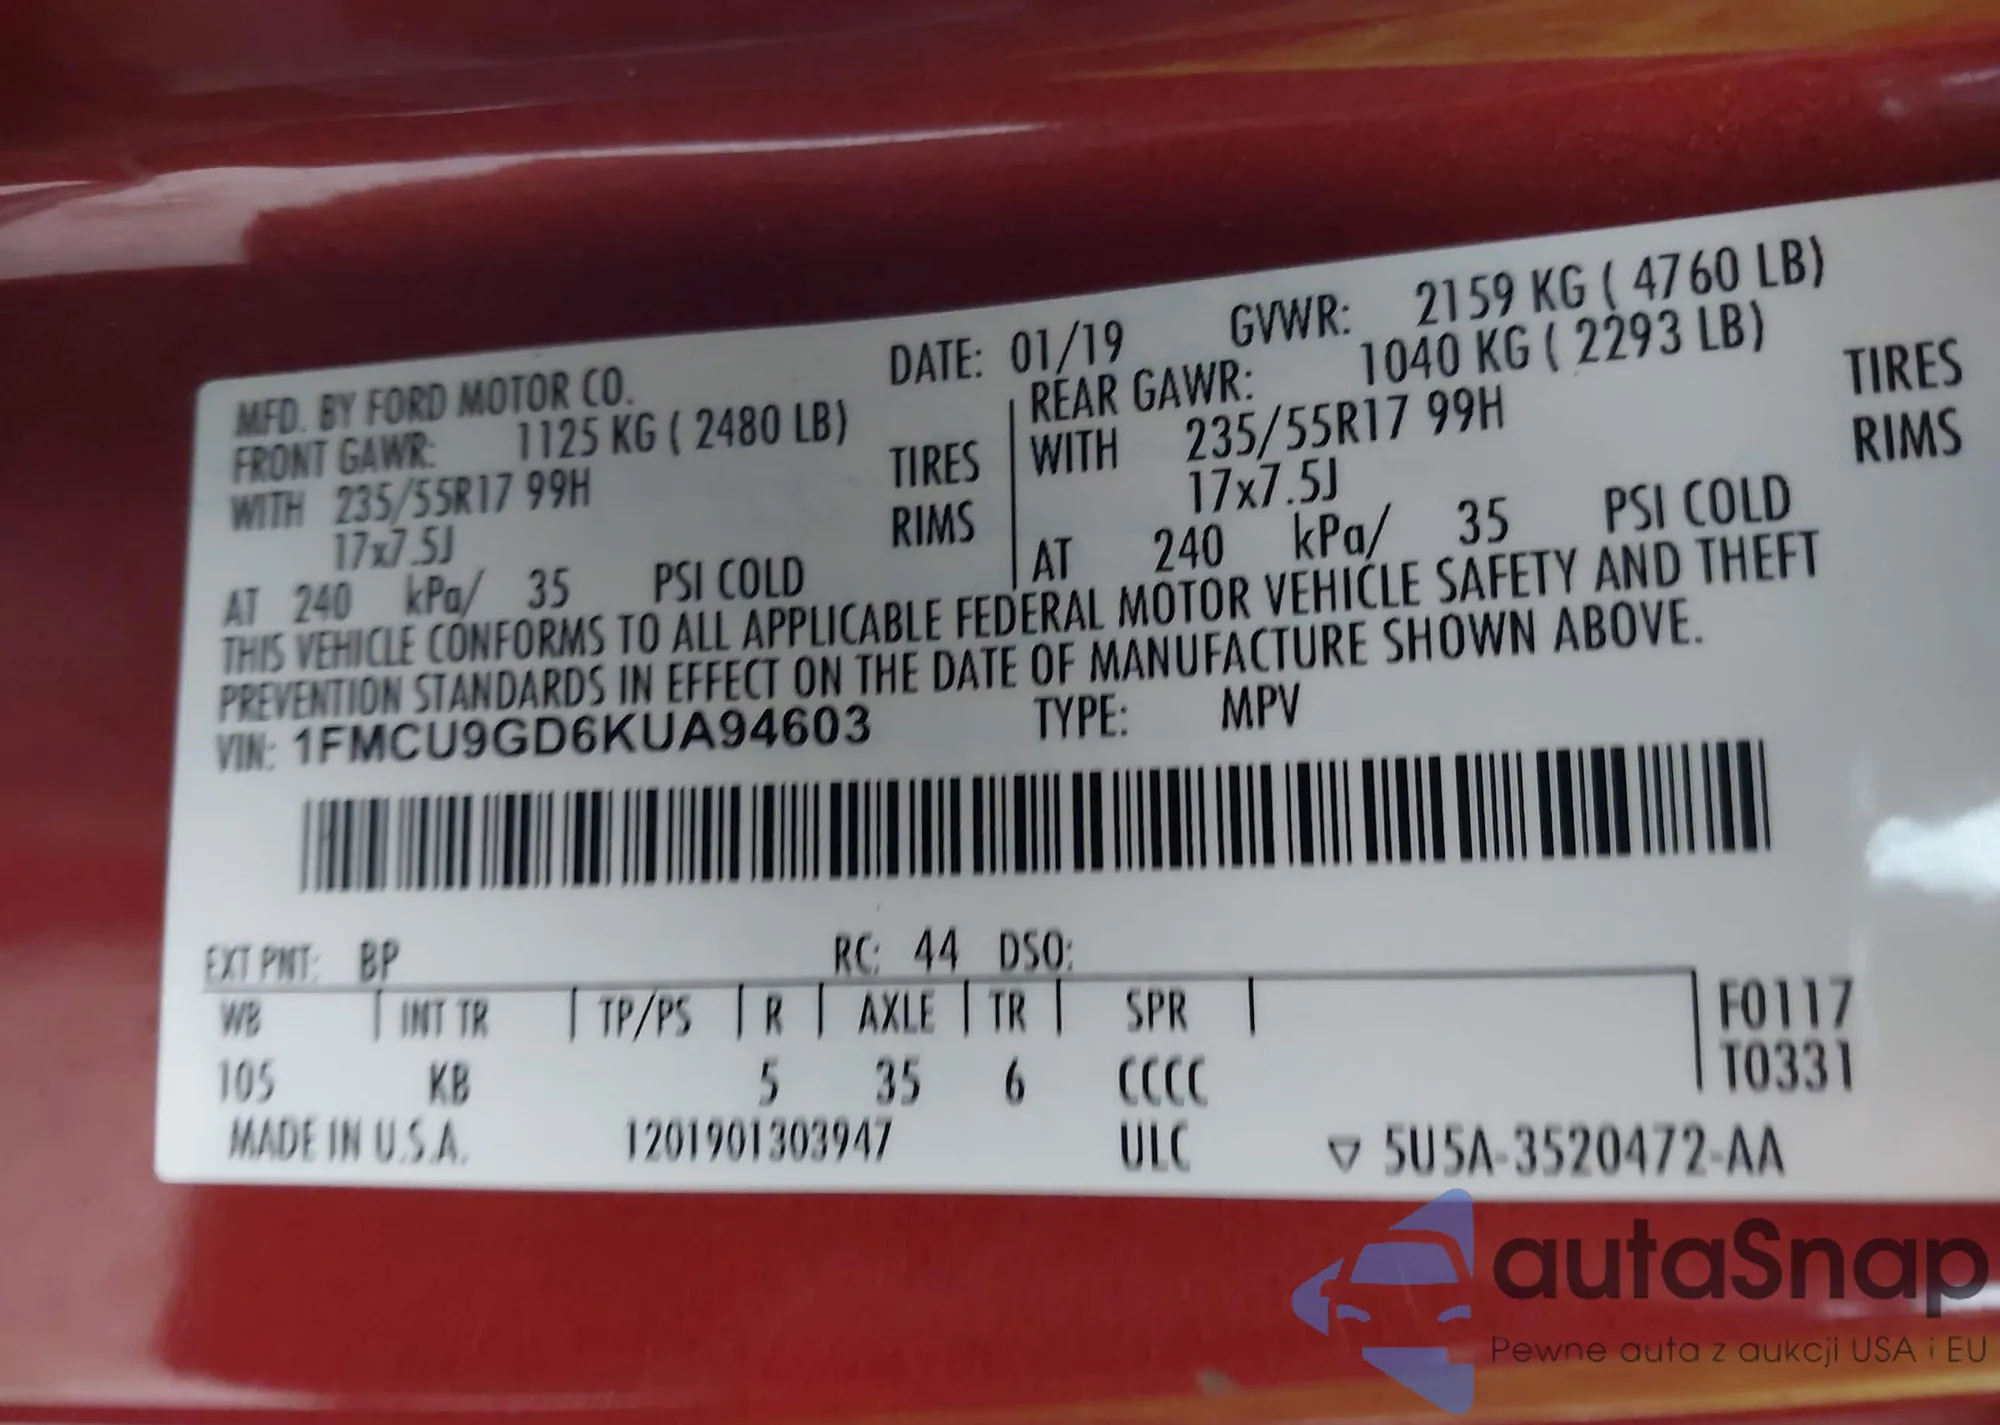 MFD. BY FORD MOTOR CO. DATE: 01/19 GVWR: 2159 KG ( 4760 LB)
FRONT GAWR: 1125 KG ( 2480 LB) REAR GAWR: 1040 KG ( 2293 LB)
WITH 235/55R17 99H TIRES WITH 235/55R17 99H TIRES
17x7.5J RIMS 17x7.5J RIMS
AT 240 kPa/ 35 PSI COLD AT 240 kPa/ 35 PSI COLD
THIS VEHICLE CONFORMS TO ALL APPLICABLE FEDERAL MOTOR VEHICLE SAFETY AND THEFT
PREVENTION STANDARDS IN EFFECT ON THE DATE OF MANUFACTURE SHOWN ABOVE.
VIN: 1FMCU9GD6KUA94603 TYPE: MPV
EXT PNT: BP RC: 44 DSO:
WB INT TR TP/PS R AXLE TR SPR F0117
105 KB 5 35 6 CCCC T0331
MADE IN U.S.A. 1201901303947 ULC ▽ 5U5A-3520472-AA
autaSnap
Pewne auta z aukcji USA i EU